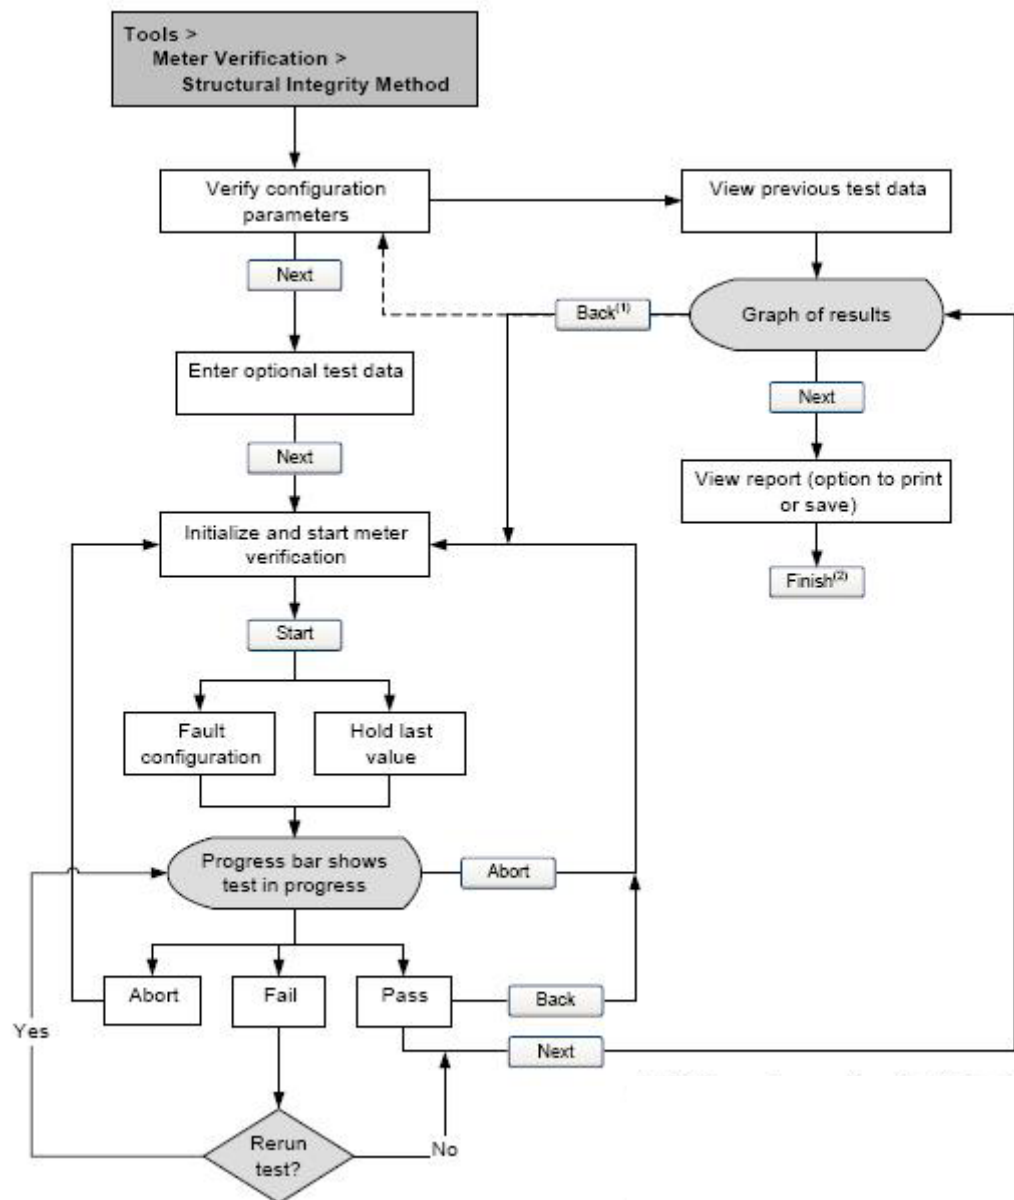 Tools >
Meter Verification >
Structural Integrity Method
Verify configuration
parameters
View previous test data
Next
Back(1)
Graph of results
Enter optional test data
Next
Next
View report (option to print
or save)
Initialize and start meter
verification
Finish(2)
Start
Fault
configuration
Hold last
value
Progress bar shows
test in progress
Abort
Abort
Fail
Pass
Back
Yes
Next
Rerun
test?
No